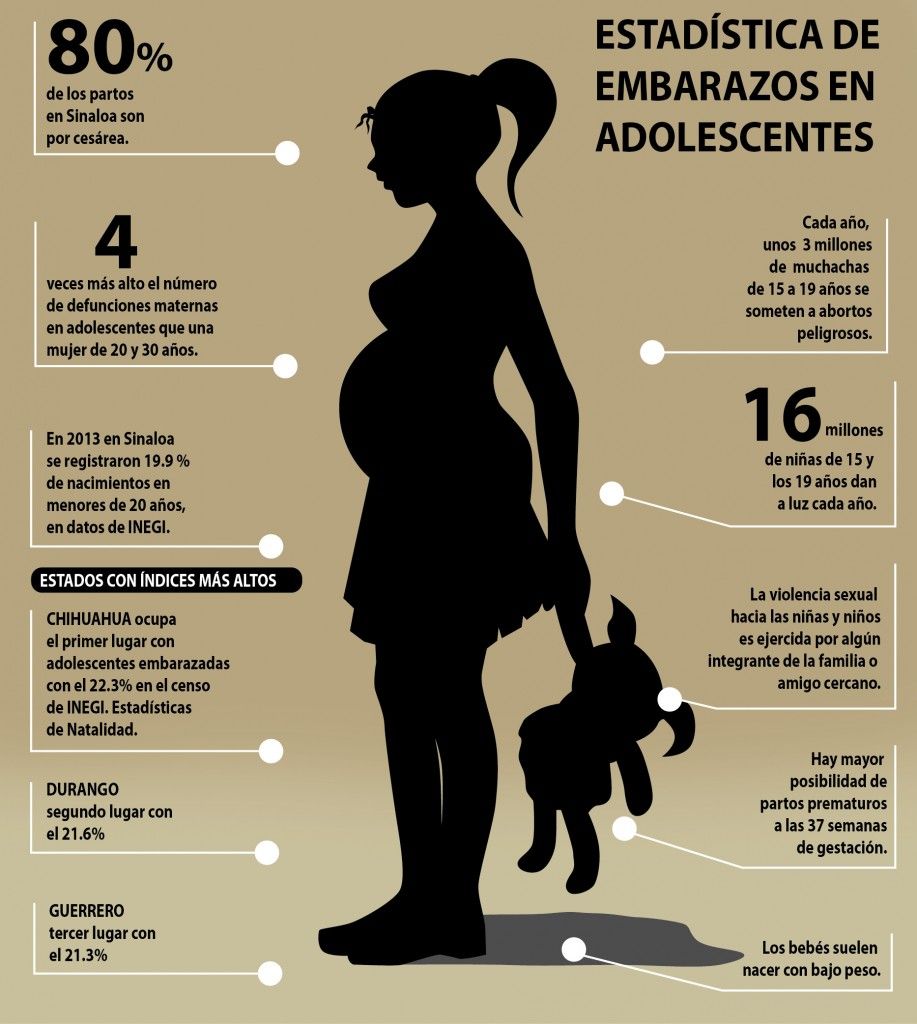 ESTADÍSTICA DE
EMBARAZOS EN
ADOLESCENTES
80%
de los partos
en Sinaloa son
por cesárea.
4
veces más alto el número
de defunciones maternas
en adolescentes que una
mujer de 20 y 30 años.
En 2013 en Sinaloa
se registraron 19.9 %
de nacimientos en
menores de 20 años,
en datos de INEGI.
ESTADOS CON ÍNDICES MÁS ALTOS
CHIHUAHUA ocupa
el primer lugar con
adolescentes embarazadas
con el 22.3% en el censo
de INEGI. Estadísticas
de Natalidad.
DURANGO
segundo lugar con
el 21.6%
GUERRERO
tercer lugar con
el 21.3%
Cada año,
unos 3 millones
de muchachas
de 15 a 19 años se
someten a abortos
peligrosos.
16 millones
de niñas de 15 y
los 19 años dan
a luz cada año.
La violencia sexual
hacia las niñas y niños
es ejercida por algún
integrante de la familia o
amigo cercano.
Hay mayor
posibilidad de
partos prematuros
a las 37 semanas
de gestación.
Los bebés suelen
nacer con bajo peso.